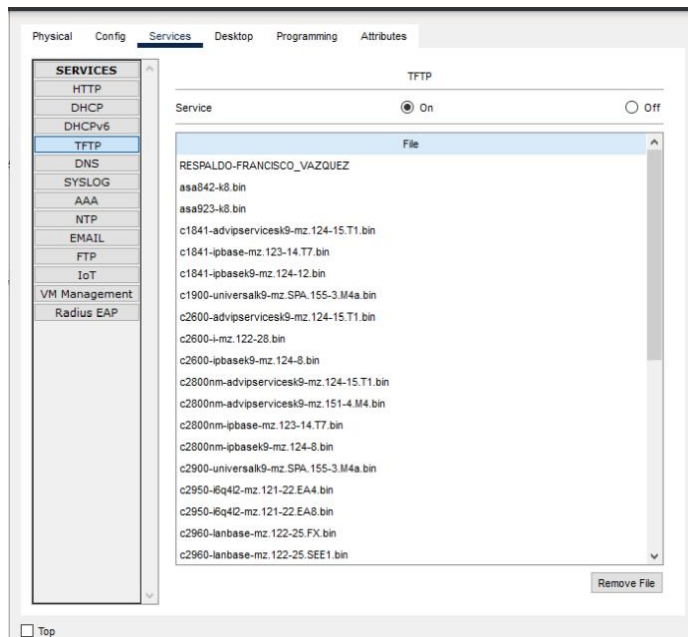 Physical Config Services Desktop Programming Attributes
SERVICES
HTTP
DHCP
DHCPv6
TFTP
DNS
SYSLOG
AAA
NTP
EMAIL
FTP
IoT
VM Management
Radius EAP
TFTP
Service On Off
File
RESPALDO-FRANCISCO_VAZQUEZ
asa842-k8.bin
asa923-k8.bin
c1841-advipservicesk9-mz.124-15.T1.bin
c1841-ipbase-mz.123-14.T7.bin
c1841-ipbasek9-mz.124-12.bin
c1900-universalk9-mz.SPA.155-3.M4a.bin
c2600-advipservicesk9-mz.124-15.T1.bin
c2600-i-mz.122-28.bin
c2600-ipbasek9-mz.124-8.bin
c2800nm-advipservicesk9-mz.124-15.T1.bin
c2800nm-advipservicesk9-mz.151-4.M4.bin
c2800nm-ipbase-mz.123-14.T7.bin
c2800nm-ipbasek9-mz.124-8.bin
c2900-universalk9-mz.SPA.155-3.M4a.bin
c2950-i6q4l2-mz.121-22.EA4.bin
c2950-i6q4l2-mz.121-22.EA8.bin
c2960-lanbase-mz.122-25.FX.bin
c2960-lanbase-mz.122-25.SEE1.bin
Remove File
Top